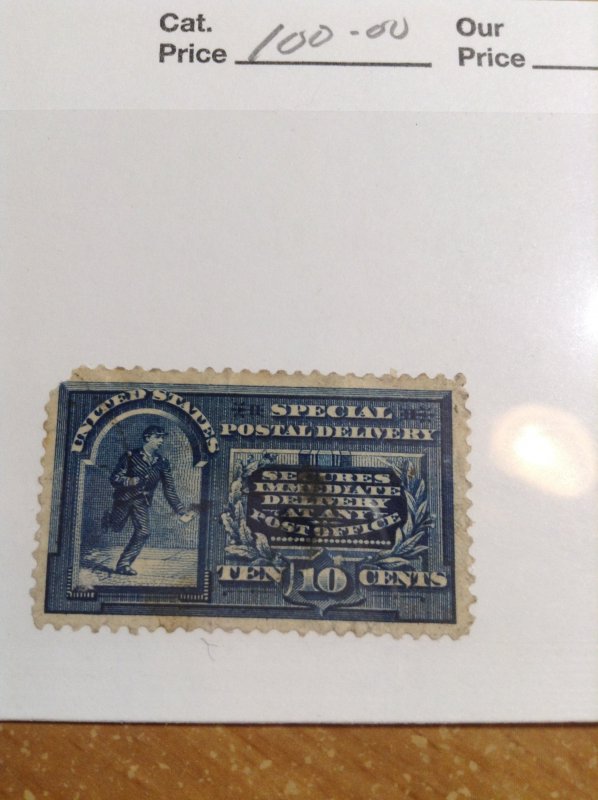 Cat. Price 100.00
Our Price
UNITED STATES
SPECIAL
POSTAL DELIVERY
SECURES
IMMEDIATE
DELIVERY
AT ANY
POST OFFICE
TEN 10 CENTS